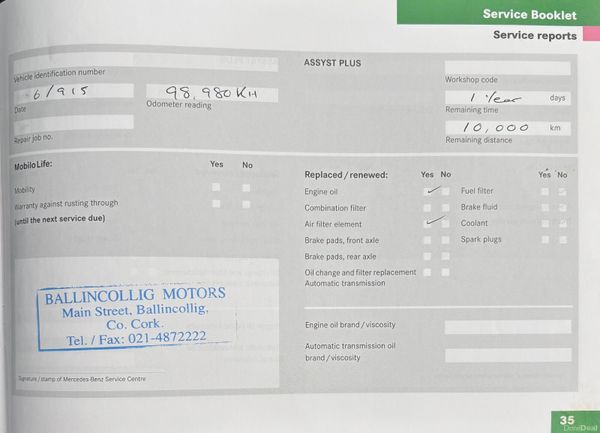 Service Booklet
Service reports
ASSYST PLUS
Vehicle identification number
Workshop code
6/915
98,980 KM
1 Year days
Date
Odometer reading
Remaining time
10,000 km
Repair job no.
Remaining distance
Mobilo Life: Yes No
Mobility
Warranty against rusting through
(until the next service due)
Replaced / renewed: Yes No Yes No
Engine oil Fuel filter
Combination filter Brake fluid
Air filter element Coolant
Brake pads, front axle Spark plugs
Brake pads, rear axle
Oil change and filter replacement
Automatic transmission
BALLINCOLLIG MOTORS
Main Street, Ballincollig,
Co. Cork.
Tel. / Fax: 021-4872222
Signature / stamp of Mercedes-Benz Service Centre
Engine oil brand / viscosity
Automatic transmission oil
brand / viscosity
35
DoneDeal